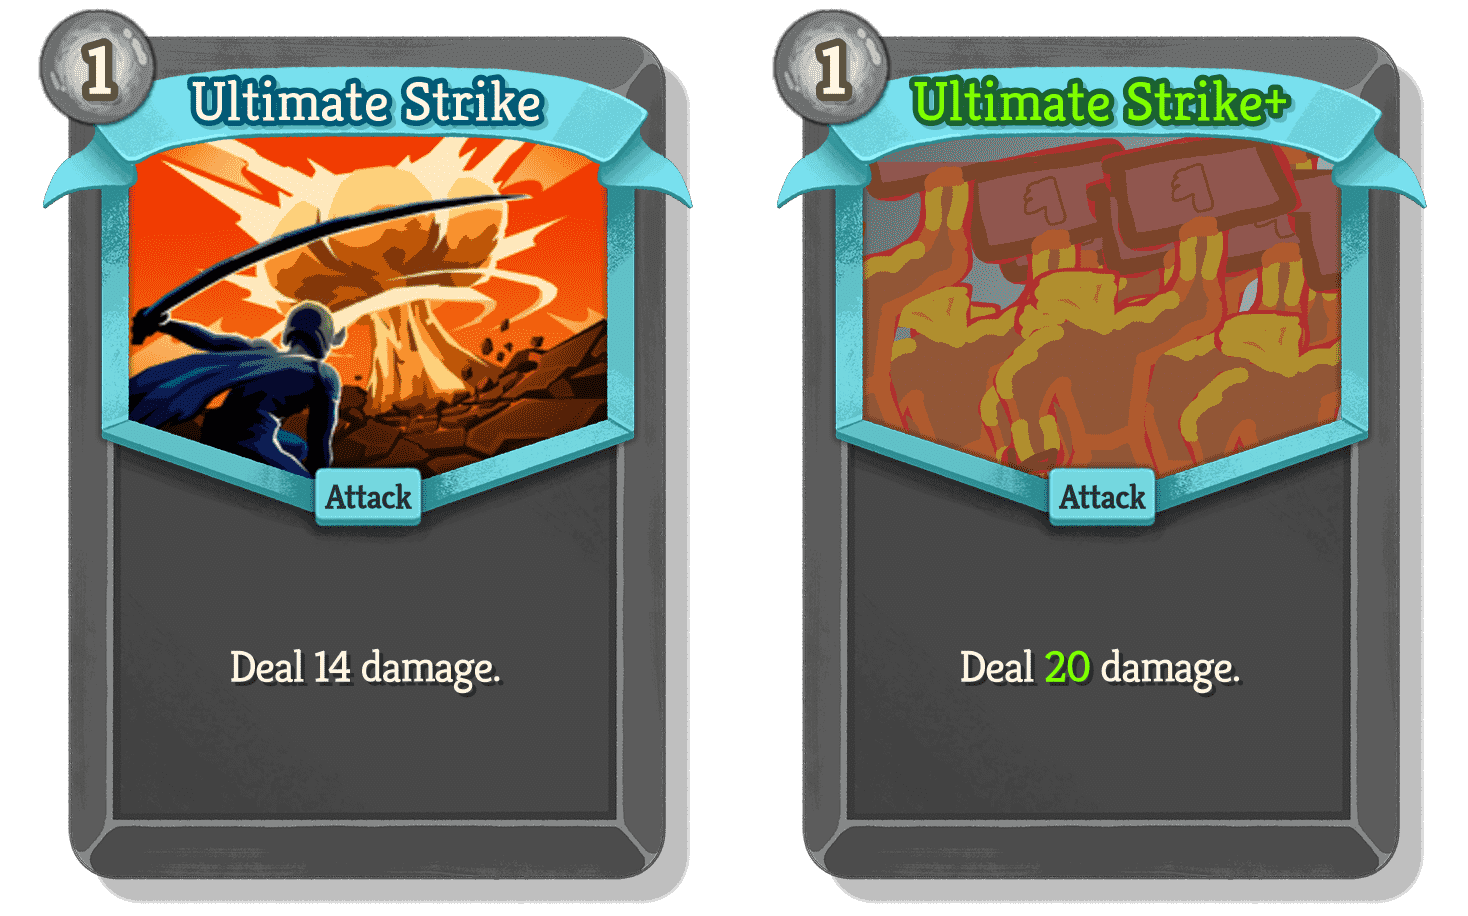 1
Ultimate Strike
Attack
Deal 14 damage.
1
Ultimate Strike+
Attack
Deal 20 damage.